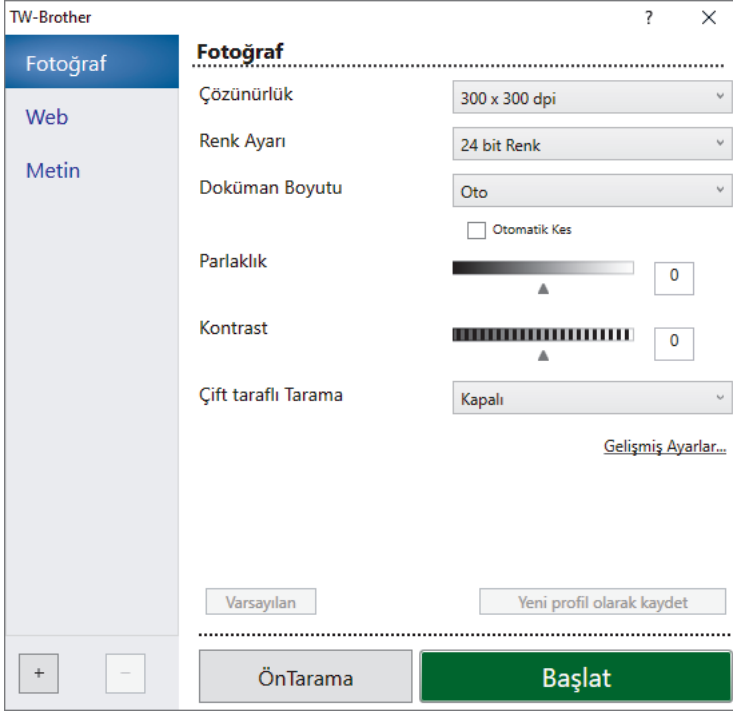 TW-Brother
Fotoğraf
Web
Metin
Fotoğraf
Çözünürlük
300 x 300 dpi
Renk Ayarı
24 bit Renk
Doküman Boyutu
Oto
Otomatik Kes
Parlaklık
0
Kontrast
0
Çift taraflı Tarama
Kapalı
Gelişmiş Ayarlar...
Varsayılan
Yeni profil olarak kaydet
ÖnTarama
Başlat